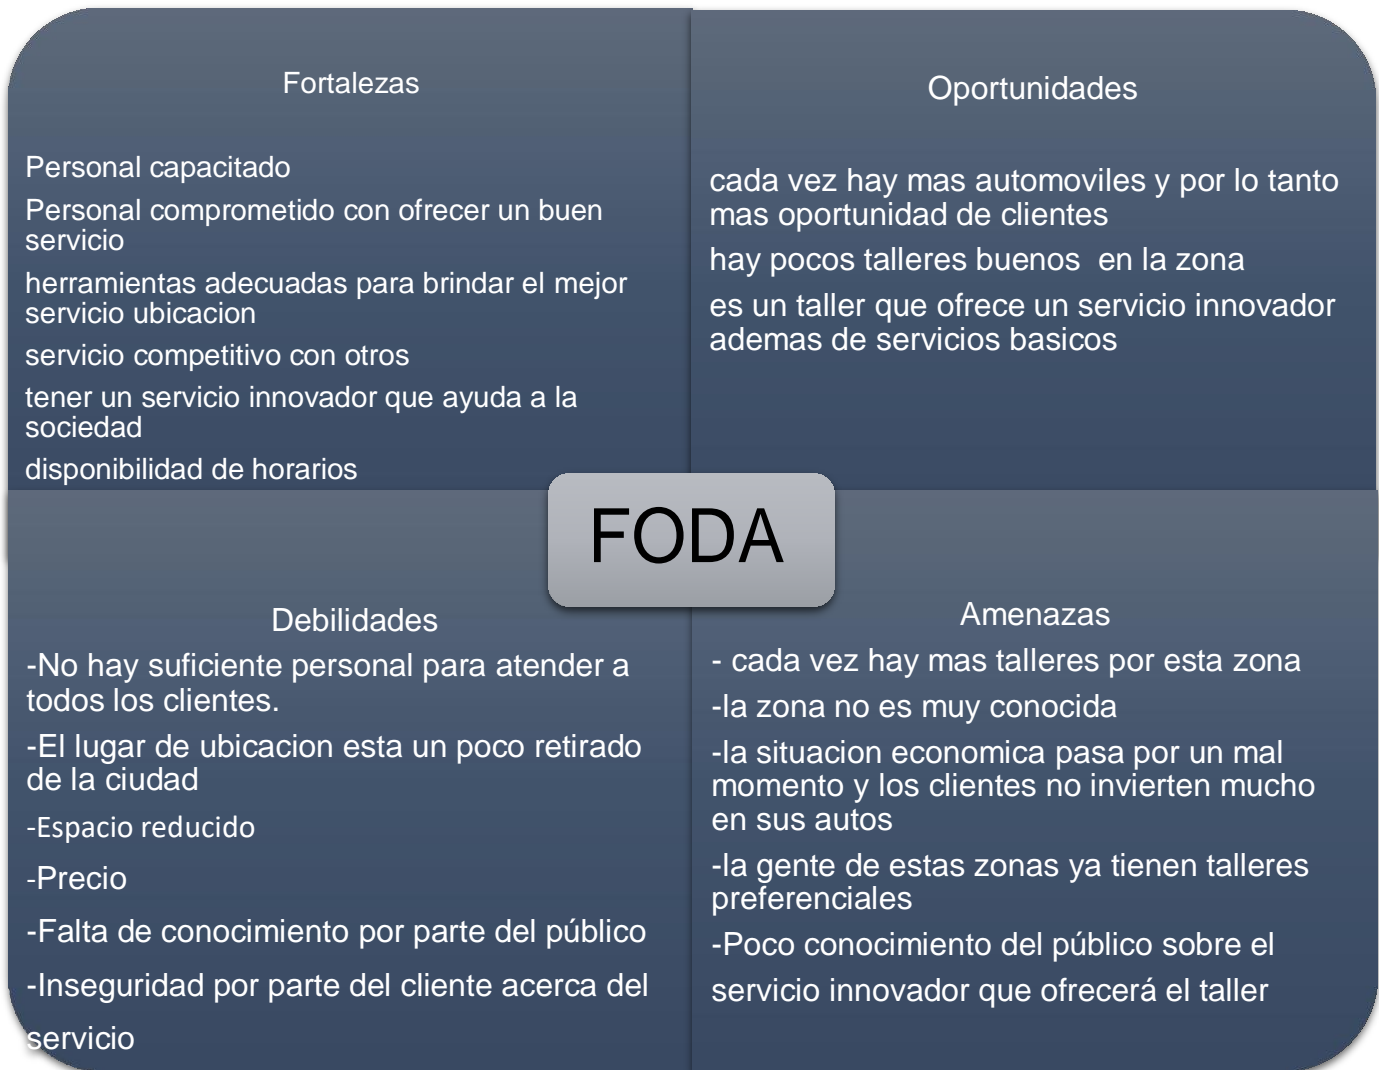 Fortalezas
Personal capacitado
Personal comprometido con ofrecer un buen
servicio
herramientas adecuadas para brindar el mejor
servicio ubicacion
servicio competitivo con otros
tener un servicio innovador que ayuda a la
sociedad
disponibilidad de horarios
Oportunidades
cada vez hay mas automoviles y por lo tanto
mas oportunidad de clientes
hay pocos talleres buenos  en la zona
es un taller que ofrece un servicio innovador
ademas de servicios basicos
FODA
Debilidades
-No hay suficiente personal para atender a
todos los clientes.
-El lugar de ubicacion esta un poco retirado
de la ciudad
-Espacio reducido
-Precio
-Falta de conocimiento por parte del público
-Inseguridad por parte del cliente acerca del
servicio
Amenazas
- cada vez hay mas talleres por esta zona
-la zona no es muy conocida
-la situacion economica pasa por un mal
momento y los clientes no invierten mucho
en sus autos
-la gente de estas zonas ya tienen talleres
preferenciales
-Poco conocimiento del público sobre el
servicio innovador que ofrecerá el taller